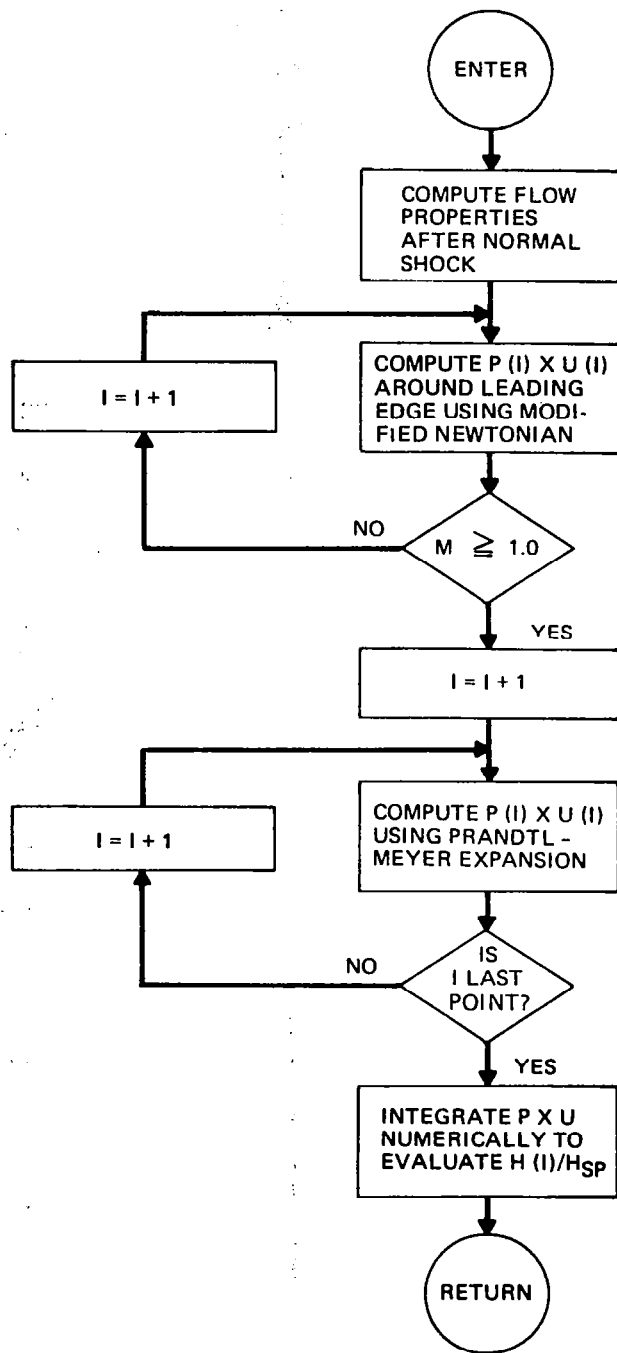 ENTER
COMPUTE FLOW
PROPERTIES
AFTER NORMAL
SHOCK
COMPUTE P (I) X U (I)
AROUND LEADING
EDGE USING MODI-
FIED NEWTONIAN
I = I + 1
NO
M ≧ 1.0
YES
I = I + 1
COMPUTE P (I) X U (I)
USING PRANDTL -
MEYER EXPANSION
I = I + 1
NO
IS
I LAST
POINT?
YES
INTEGRATE P X U
NUMERICALLY TO
EVALUATE H (I)/HSP
RETURN